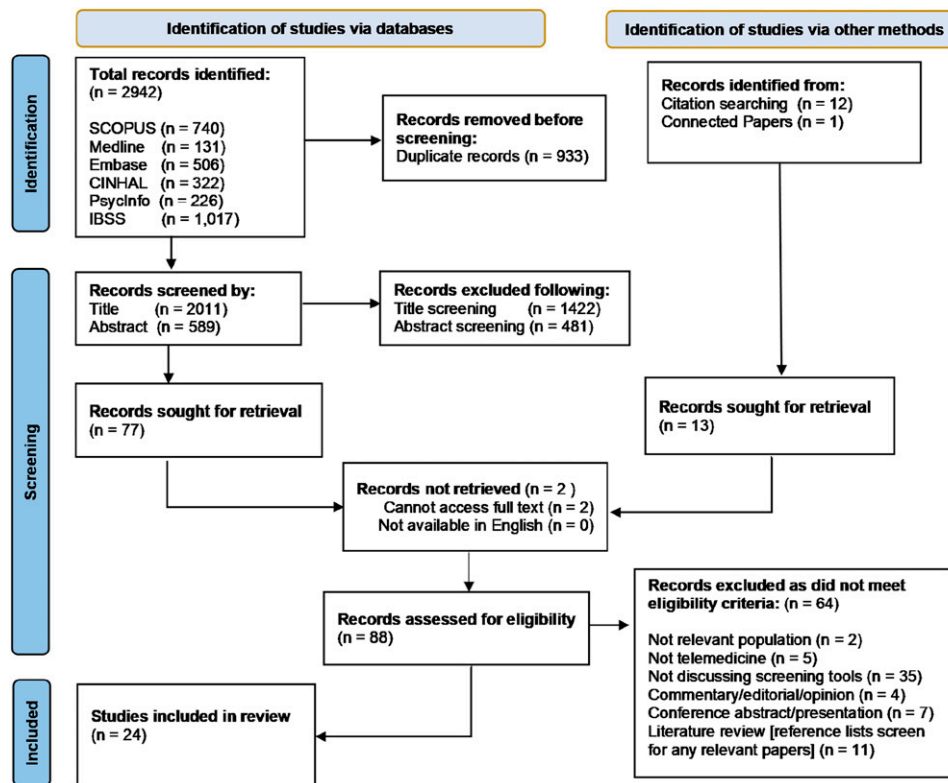 Identification of studies via databases
Identification of studies via other methods
Identification
Total records identified:
(n = 2942)
SCOPUS (n = 740)
Medline (n = 131)
Embase (n = 506)
CINHAL (n = 322)
PsycInfo (n = 226)
IBSS (n = 1,017)
Records removed before
screening:
Duplicate records (n = 933)
Records identified from:
Citation searching (n = 12)
Connected Papers (n = 1)
Screening
Records screened by:
Title (n = 2011)
Abstract (n = 589)
Records excluded following:
Title screening (n = 1422)
Abstract screening (n = 481)
Records sought for retrieval
(n = 77)
Records sought for retrieval
(n = 13)
Records not retrieved (n = 2 )
Cannot access full text (n = 2)
Not available in English (n = 0)
Records assessed for eligibility
(n = 88)
Records excluded as did not meet
eligibility criteria: (n = 64)
Not relevant population (n = 2)
Not telemedicine (n = 5)
Not discussing screening tools (n = 35)
Commentary/editorial/opinion (n = 4)
Conference abstract/presentation (n = 7)
Literature review [reference lists screen
for any relevant papers] (n = 11)
Included
Studies included in review
(n = 24)